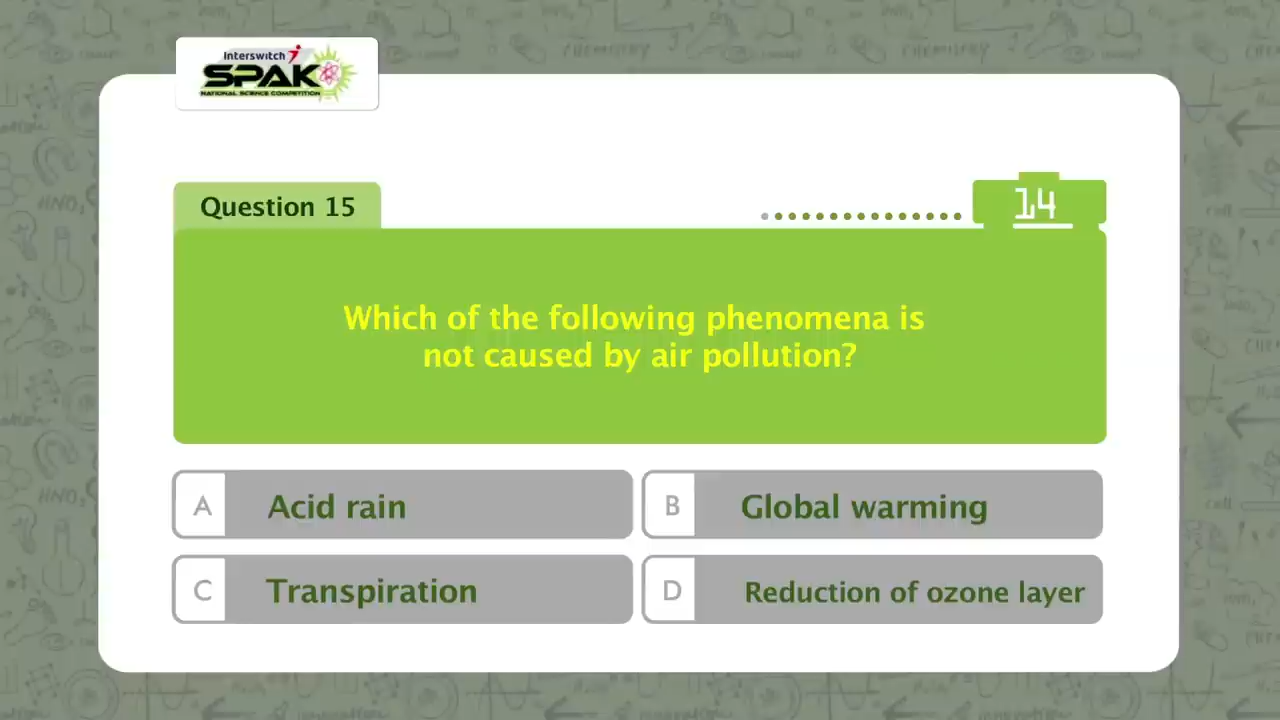 Interswitch
SPAK
NATIONAL SCIENCE COMPETITION
Question 15
14
Which of the following phenomena is
not caused by air pollution?
A Acid rain
B Global warming
C Transpiration
D Reduction of ozone layer